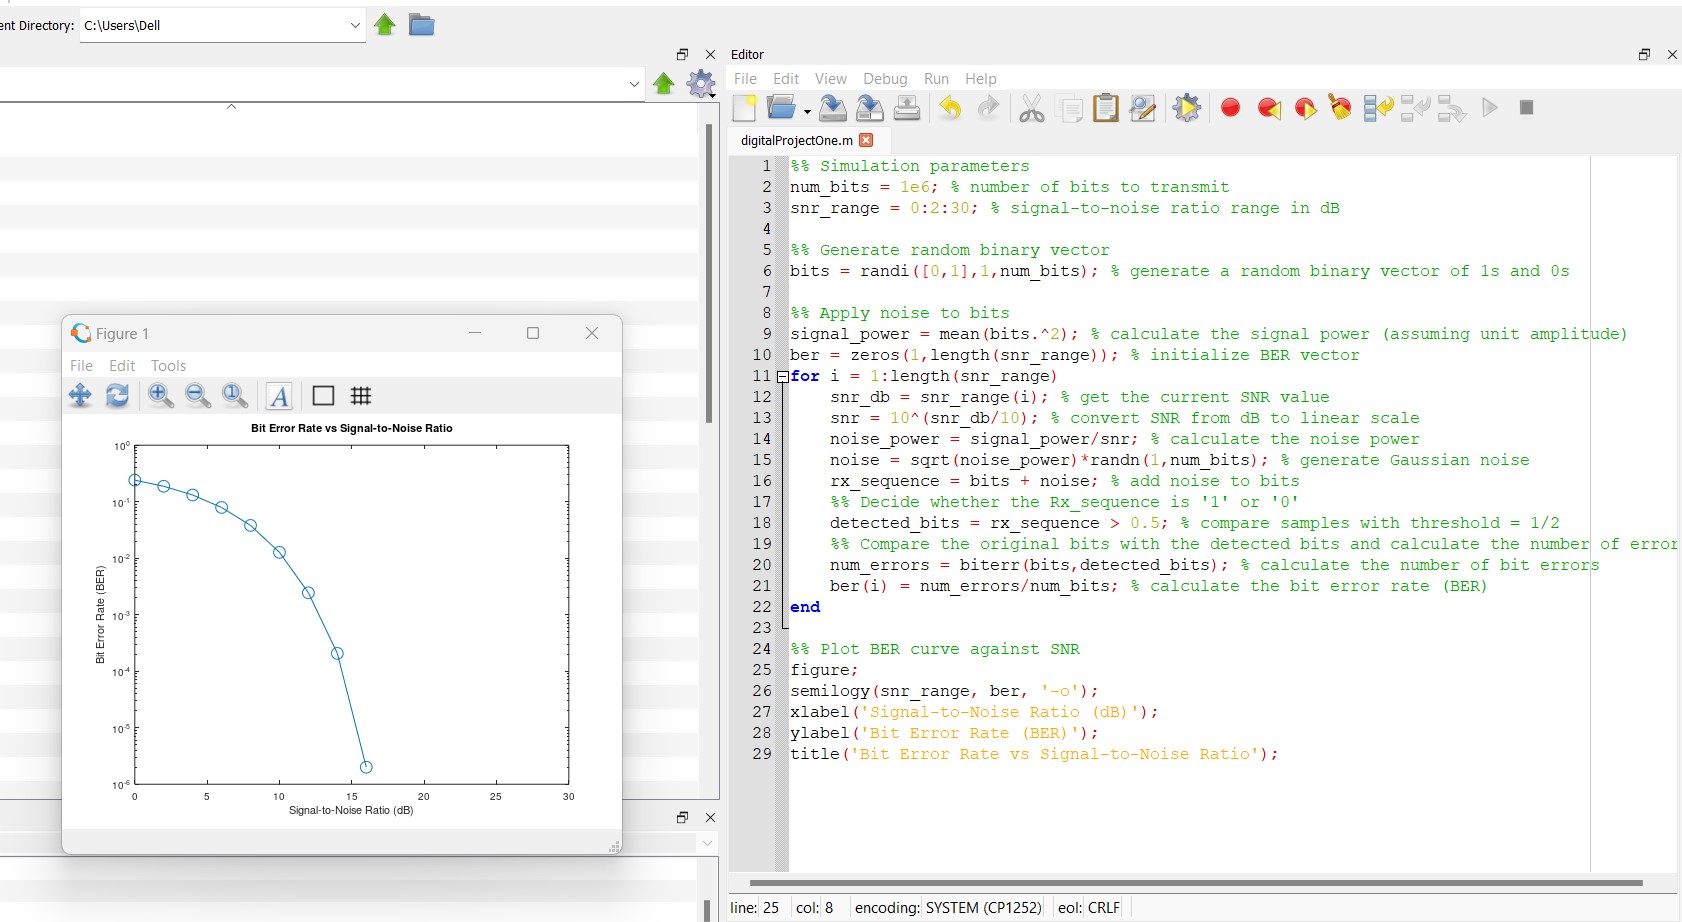 ent Directory: C:\Users\Dell
Editor
File Edit View Debug Run Help
digitalProjectOne.m
1 %% Simulation parameters
2 num_bits = 1e6; % number of bits to transmit
3 snr_range = 0:2:30; % signal-to-noise ratio range in dB
4
5 %% Generate random binary vector
6 bits = randi([0,1],1,num_bits); % generate a random binary vector of 1s and 0s
7
8 %% Apply noise to bits
9 signal_power = mean(bits.^2); % calculate the signal power (assuming unit amplitude)
10 ber = zeros(1,length(snr_range)); % initialize BER vector
11 for i = 1:length(snr_range)
12 snr_db = snr_range(i); % get the current SNR value
13 snr = 10^(snr_db/10); % convert SNR from dB to linear scale
14 noise_power = signal_power/snr; % calculate the noise power
15 noise = sqrt(noise_power)*randn(1,num_bits); % generate Gaussian noise
16 rx_sequence = bits + noise; % add noise to bits
17 %% Decide whether the Rx_sequence is '1' or '0'
18 detected_bits = rx_sequence > 0.5; % compare samples with threshold = 1/2
19 %% Compare the original bits with the detected bits and calculate the number of error
20 num_errors = biterr(bits,detected_bits); % calculate the number of bit errors
21 ber(i) = num_errors/num_bits; % calculate the bit error rate (BER)
22 end
23
24 %% Plot BER curve against SNR
25 figure;
26 semilogy(snr_range, ber, '-o');
27 xlabel('Signal-to-Noise Ratio (dB)');
28 ylabel('Bit Error Rate (BER)');
29 title('Bit Error Rate vs Signal-to-Noise Ratio');
line: 25 col: 8 encoding: SYSTEM (CP1252) eol: CRLF
Figure 1
File Edit Tools
A
Bit Error Rate vs Signal-to-Noise Ratio
10^0
10^-1
10^-2
10^-3
10^-4
10^-5
10^-6
Bit Error Rate (BER)
0 5 10 15 20 25 30
Signal-to-Noise Ratio (dB)